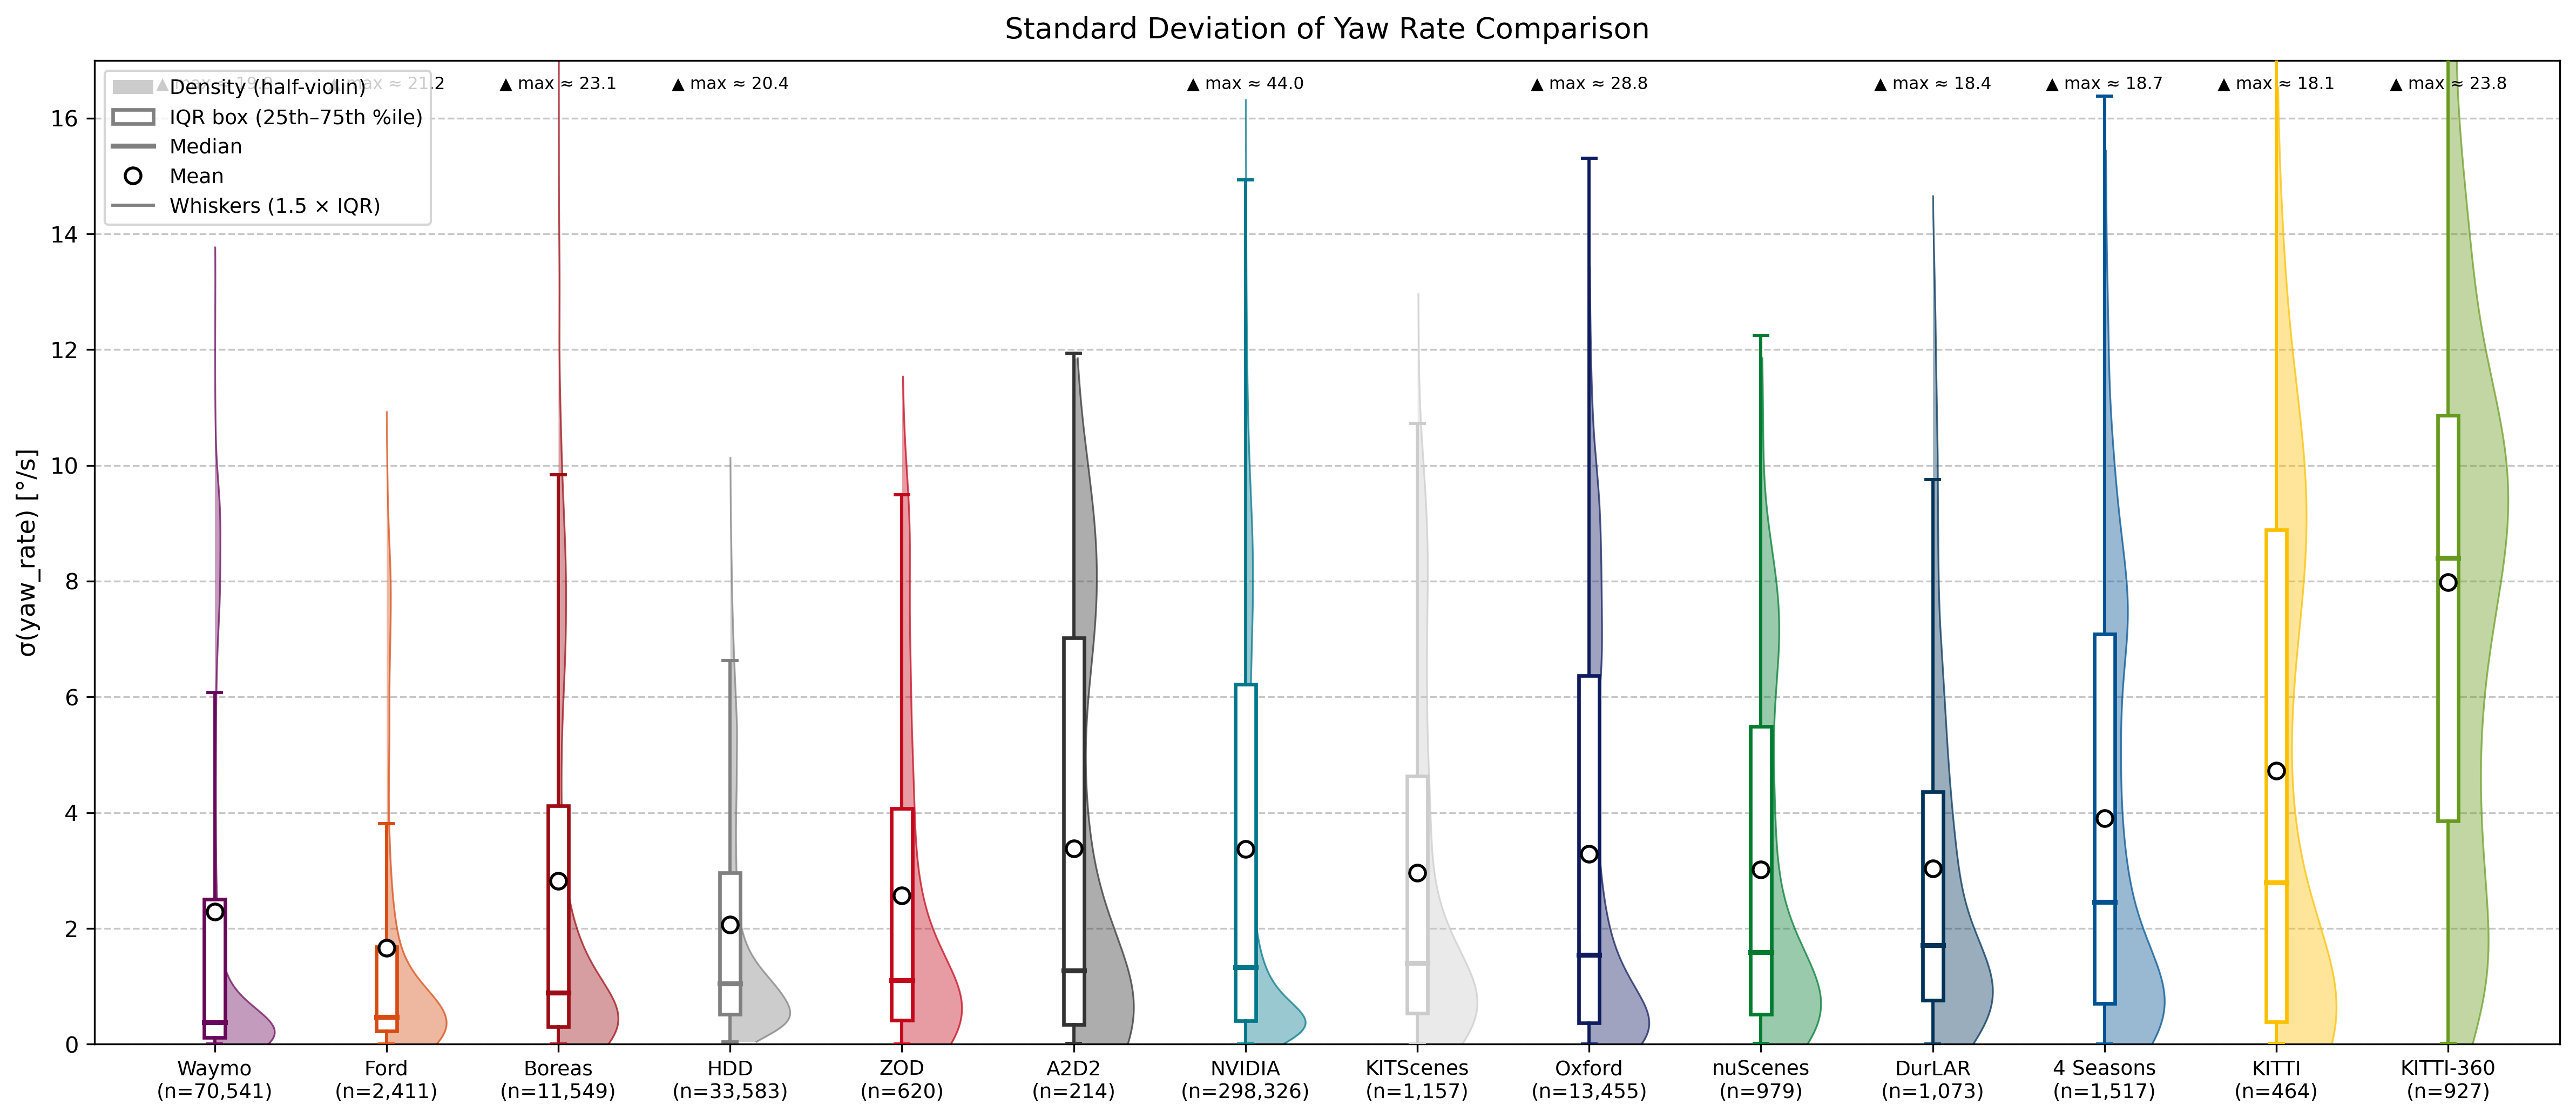 Standard Deviation of Yaw Rate Comparison
▲ max ≈ 21.2
▲ max ≈ 23.1
▲ max ≈ 20.4
▲ max ≈ 44.0
▲ max ≈ 28.8
▲ max ≈ 18.4
▲ max ≈ 18.7
▲ max ≈ 18.1
▲ max ≈ 23.8
Density (half-violin)
IQR box (25th–75th %ile)
Median
Mean
Whiskers (1.5 × IQR)
σ(yaw_rate) [°/s]
16
14
12
10
8
6
4
2
0
Waymo
(n=70,541)
Ford
(n=2,411)
Boreas
(n=11,549)
HDD
(n=33,583)
ZOD
(n=620)
A2D2
(n=214)
NVIDIA
(n=298,326)
KITScenes
(n=1,157)
Oxford
(n=13,455)
nuScenes
(n=979)
DurLAR
(n=1,073)
4 Seasons
(n=1,517)
KITTI
(n=464)
KITTI-360
(n=927)